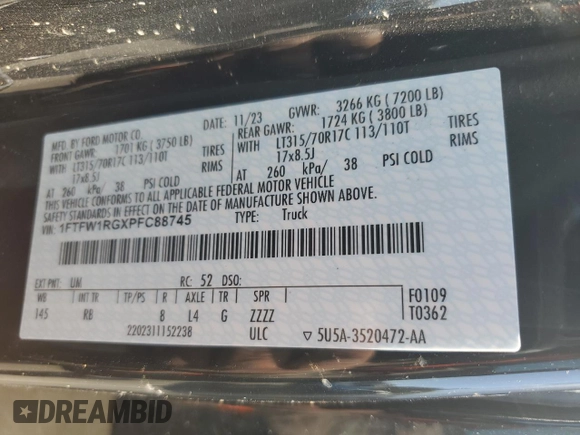 MFD. BY FORD MOTOR CO. DATE: 11/23 GVWR: 3266 KG ( 7200 LB)
FRONT GAWR: 1701 KG ( 3750 LB) REAR GAWR: 1724 KG ( 3800 LB)
WITH LT315/70R17C 113/110T TIRES WITH LT315/70R17C 113/110T TIRES
17x8.5J RIMS 17x8.5J RIMS
AT 260 kPa/ 38 PSI COLD AT 260 kPa/ 38 PSI COLD
THIS VEHICLE CONFORMS TO ALL APPLICABLE FEDERAL MOTOR VEHICLE
SAFETY STANDARDS IN EFFECT ON THE DATE OF MANUFACTURE SHOWN ABOVE.
VIN: 1FTFW1RGXPFC88745 TYPE: Truck
EXT PNT: UM RC: 52 DSO:
WB INT TR TP/PS R AXLE TR SPR F0109
145 RB 8 L4 G ZZZZ T0362
2202311152238 ULC ▽ 5U5A-3520472-AA
DREAMBID